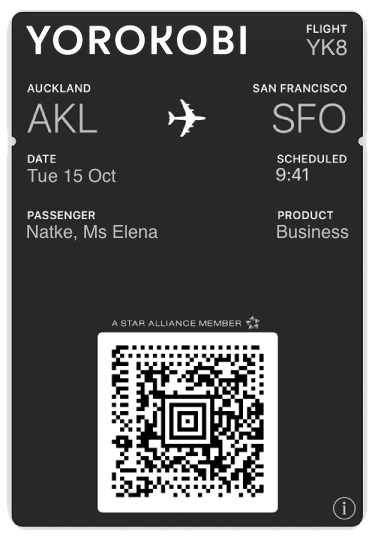 YOROKOBI
FLIGHT
YK8
AUCKLAND
SAN FRANCISCO
AKL
SFO
DATE
SCHEDULED
Tue 15 Oct
9:41
PASSENGER
PRODUCT
Natke, Ms Elena
Business
A STAR ALLIANCE MEMBER
i